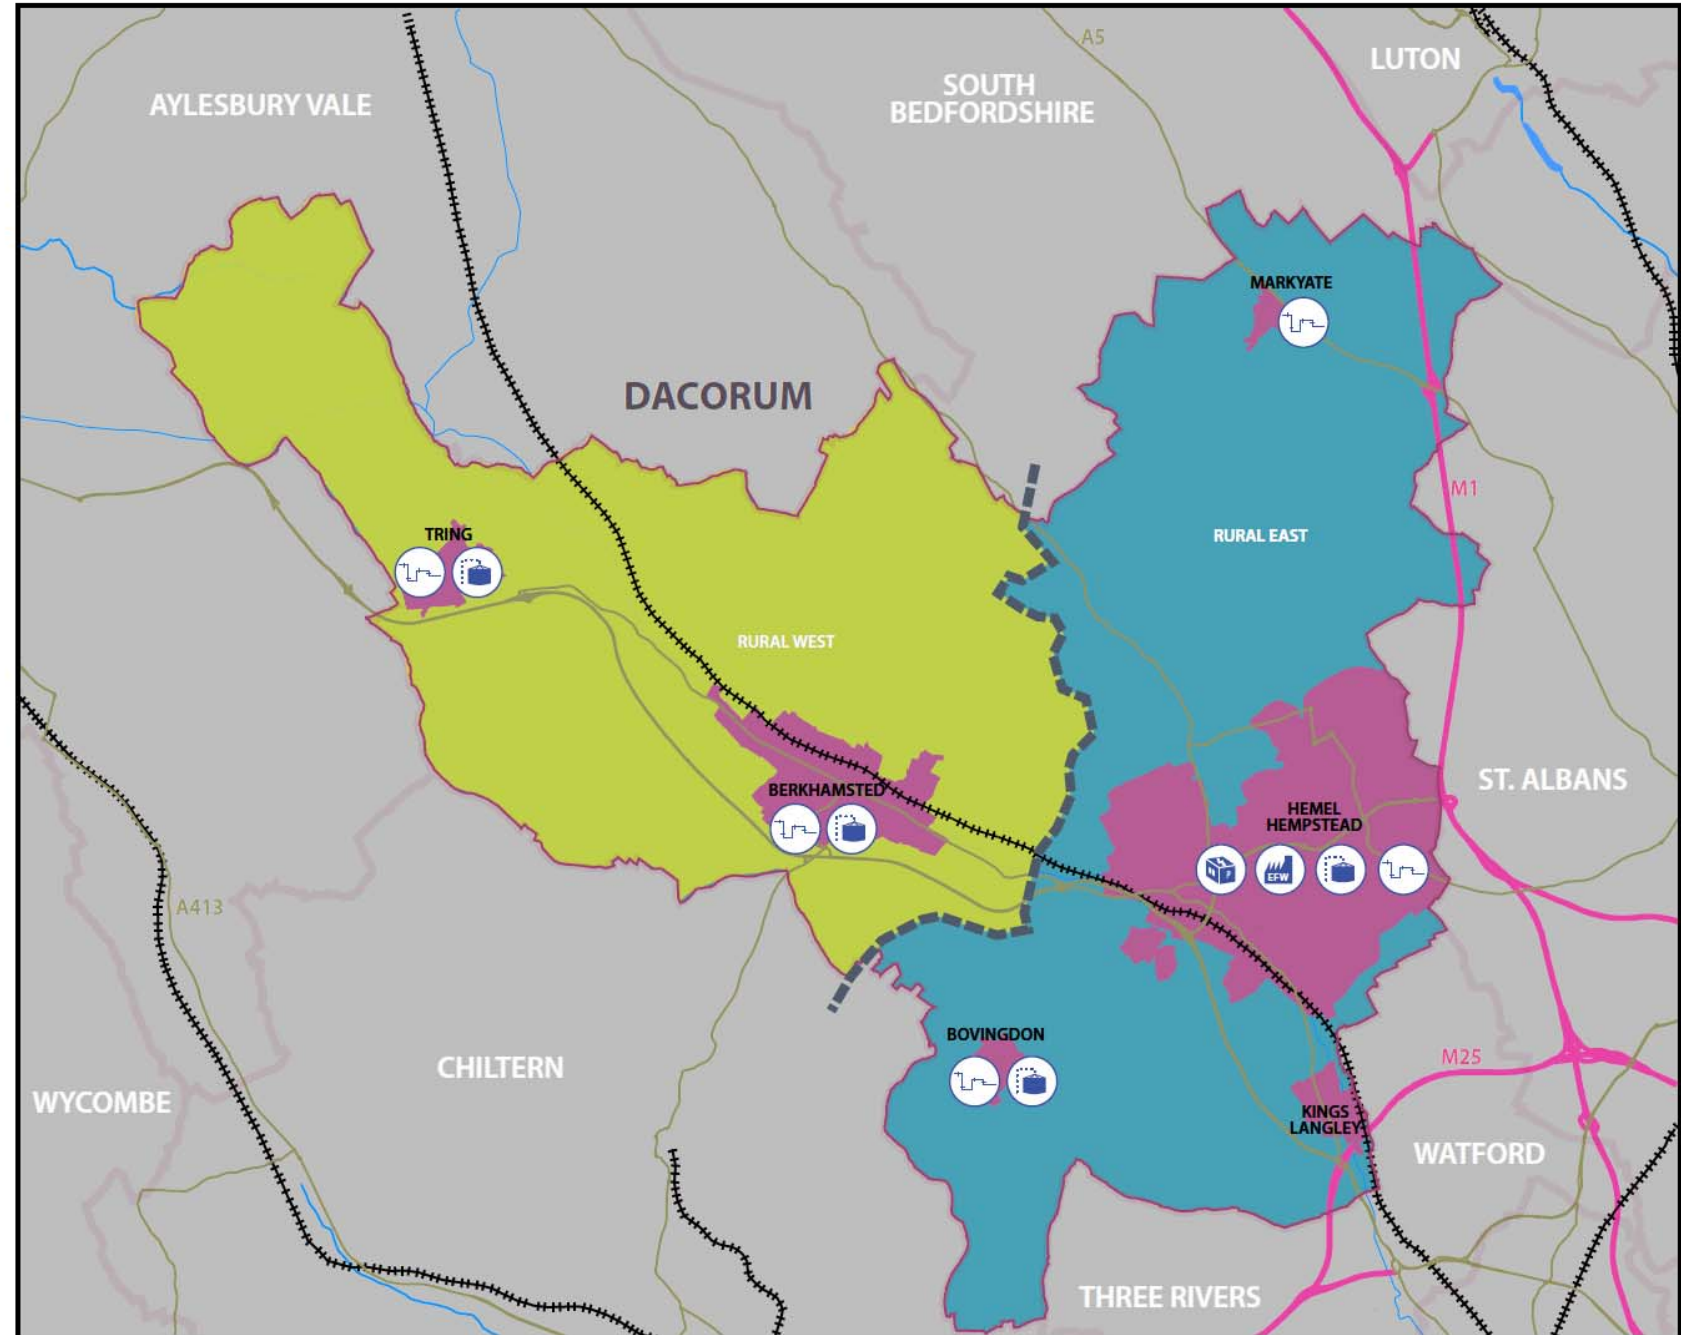 A5
LUTON
SOUTH
BEDFORDSHIRE
AYLESBURY VALE
MARKYATE
DACORUM
M1
TRING
RURAL EAST
RURAL WEST
ST. ALBANS
BERKHAMSTED
HEMEL
HEMPSTEAD
EFW
P
A413
BOVINGDON
M25
CHILTERN
WYCOMBE
KINGS
LANGLEY
WATFORD
THREE RIVERS